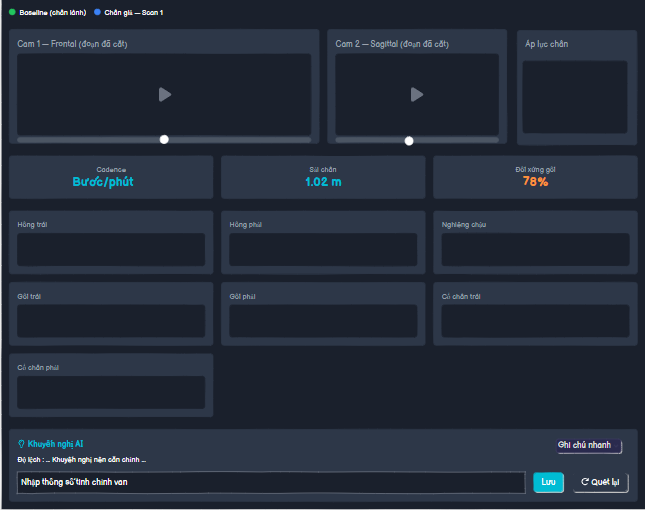 Baseline (chân lành)
Chân giả — Scan 1
Cam 1 — Frontal (đoạn đã cắt)
Cam 2 — Sagittal (đoạn đã cắt)
Áp lực chân
Cadence
Bước/phút
Sải chân
1.02 m
Đối xứng gối
78%
Hông trái
Hông phải
Nghiêng chậu
Gối trái
Gối phải
Cổ chân trái
Cổ chân phải
Khuyến nghị AI
Ghi chú nhanh
Độ lệch : … Khuyến nghị nên cần chỉnh …
Nhập thông số tinh chỉnh van
Lưu
Quét lại